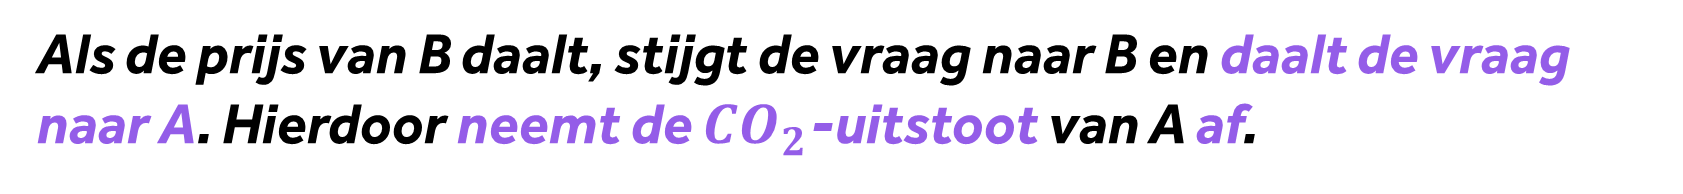 Als de prijs van B daalt, stijgt de vraag naar B en daalt de vraag
naar A. Hierdoor neemt de CO₂-uitstoot van A af.